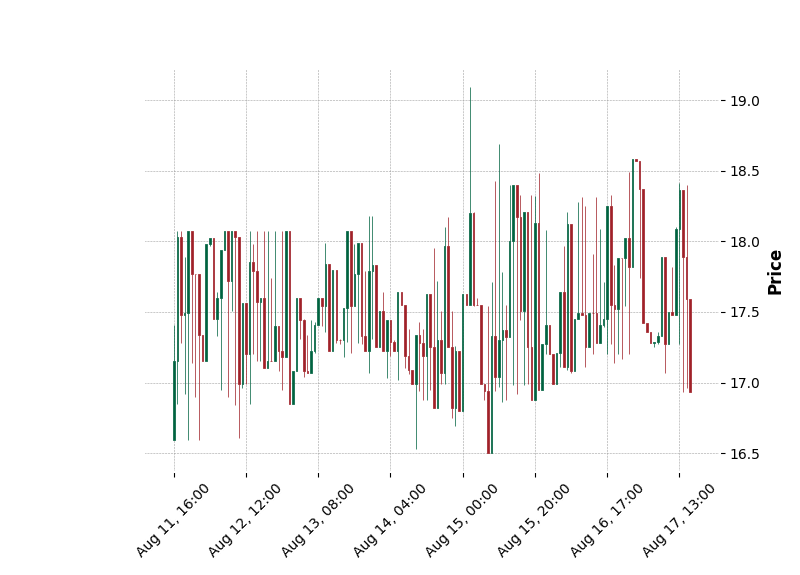 19.0
18.5
18.0
17.5
17.0
16.5
Price
Aug 11, 16:00
Aug 12, 12:00
Aug 13, 08:00
Aug 14, 04:00
Aug 15, 00:00
Aug 15, 20:00
Aug 16, 17:00
Aug 17, 13:00